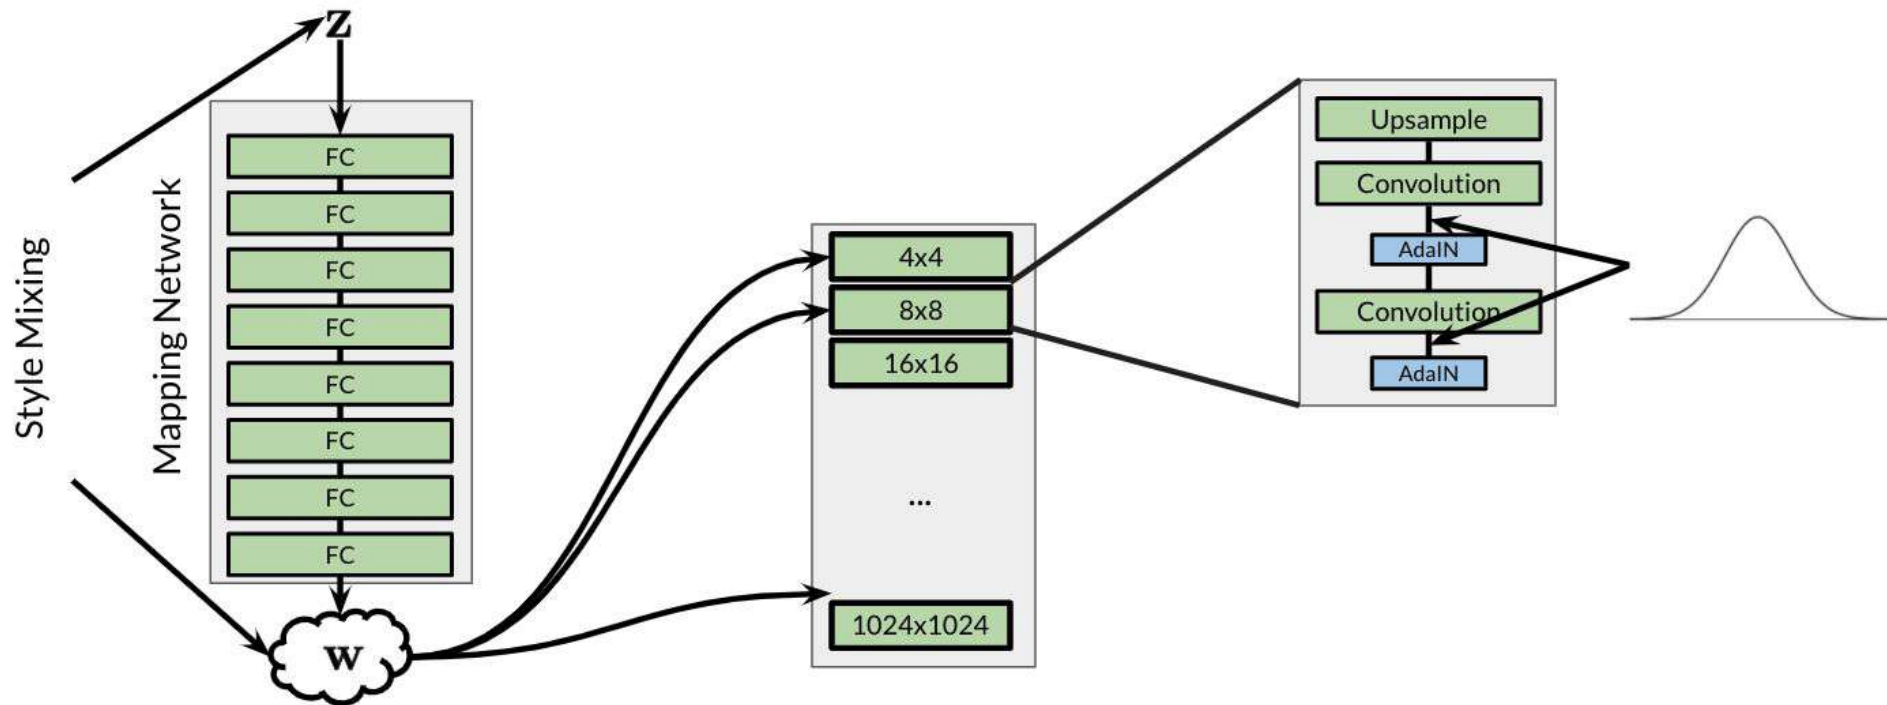 Style Mixing
z
Mapping Network
FC
FC
FC
FC
FC
FC
FC
FC
w
4x4
8x8
16x16
...
1024x1024
Upsample
Convolution
AdaIN
Convolution
AdaIN